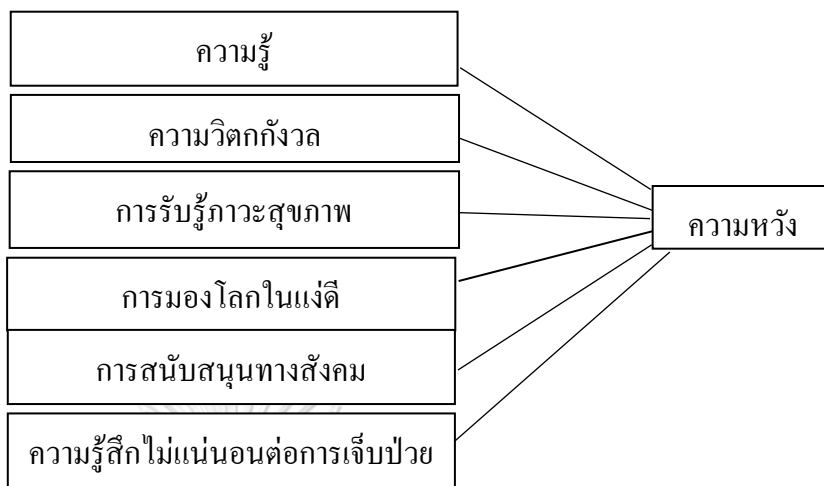 ความรู้
ความวิตกกังวล
การรับรู้ภาวะสุขภาพ
การมองโลกในแง่ดี
การสนับสนุนทางสังคม
ความรู้สึกไม่แน่นอนต่อการเจ็บป่วย
ความหวัง